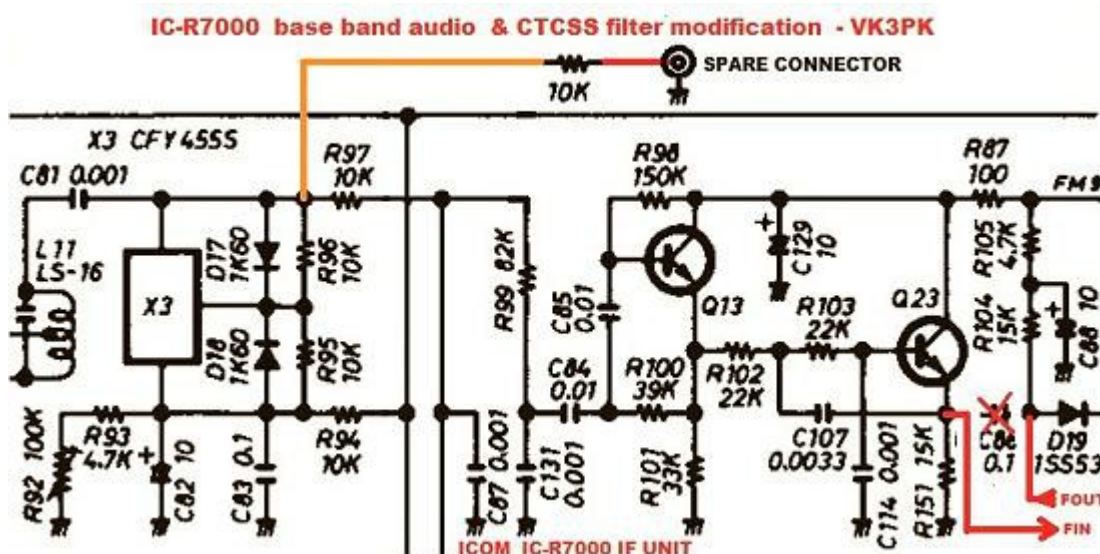 IC-R7000 base band audio & CTCSS filter modification - VK3PK
SPARE CONNECTOR
10K
X3 CFY455S
C81 0.001
R97
10K
R98
150K
R87
100
FM 9
L11
LS-16
D17
1K60
R96
10K
R99 82K
C85
0.01
C129
10
R105
4.7K
X3
Q13
R103
22K
Q23
R104
15K
C88 10
D18
1K60
R95
10K
C84
0.01
R100
39K
R102
22K
R92 100K
R93
4.7K
C82 10
C83 0.1
R94
10K
C87 0.001
C131
0.001
R101
33K
C107
0.0033
C114 0.001
R151 15K
C86
0.1
D19
1SS53
FOUT
FIN
ICOM IC-R7000 IF UNIT